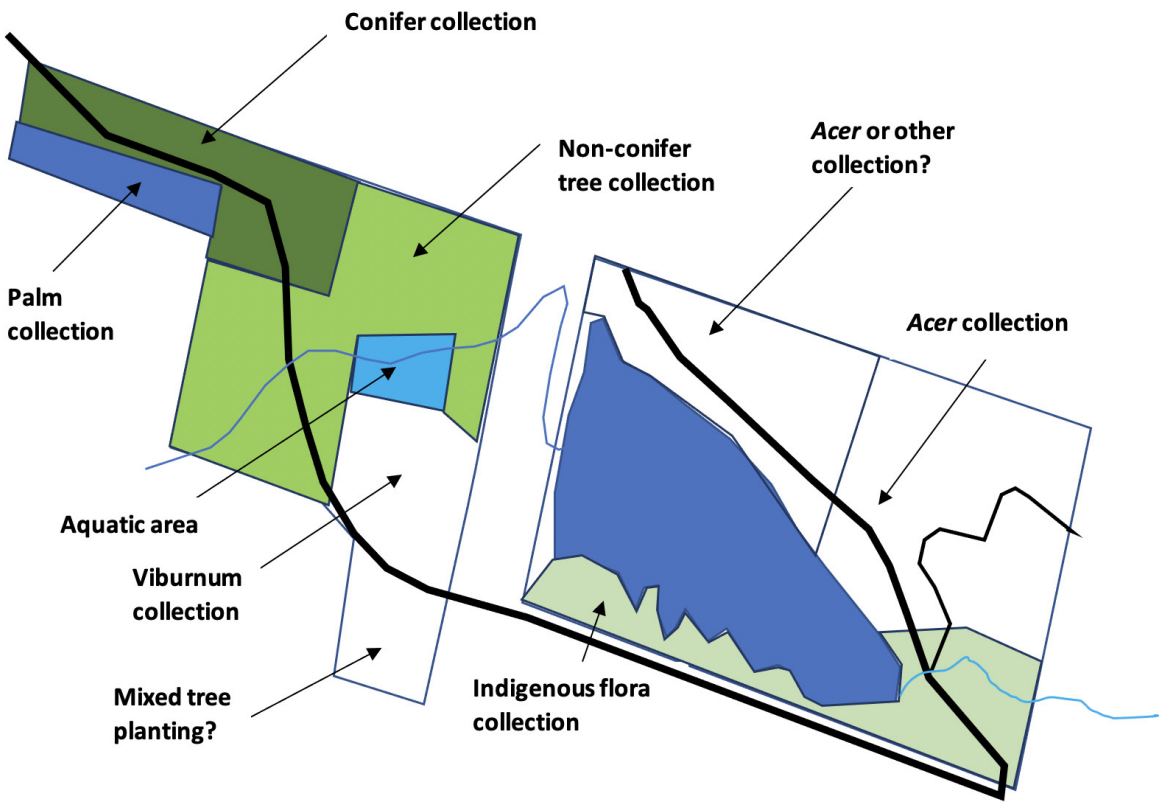 Conifer collection
Non-conifer
tree collection
Acer or other
collection?
Palm
collection
Acer collection
Aquatic area
Viburnum
collection
Mixed tree
planting?
Indigenous flora
collection